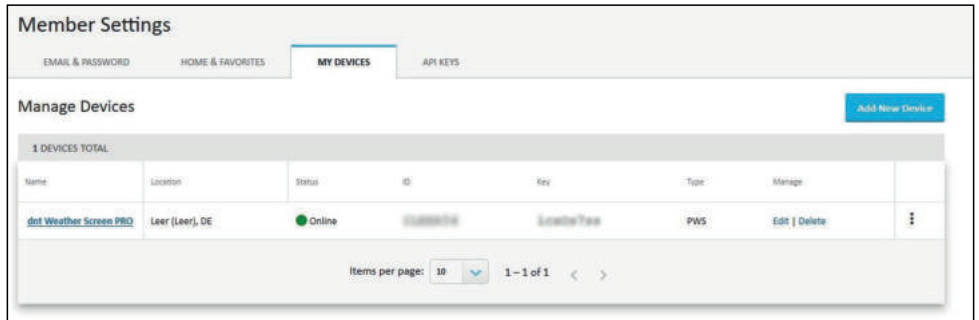 Member Settings
EMAIL & PASSWORD HOME & FAVORITES MY DEVICES API KEYS
Manage Devices Add New Device
1 DEVICES TOTAL
Name Location Status ID Key Type Manage
dnt Weather Screen PRO Leer (Leer), DE Online PWS Edit | Delete
Items per page: 10 1 – 1 of 1